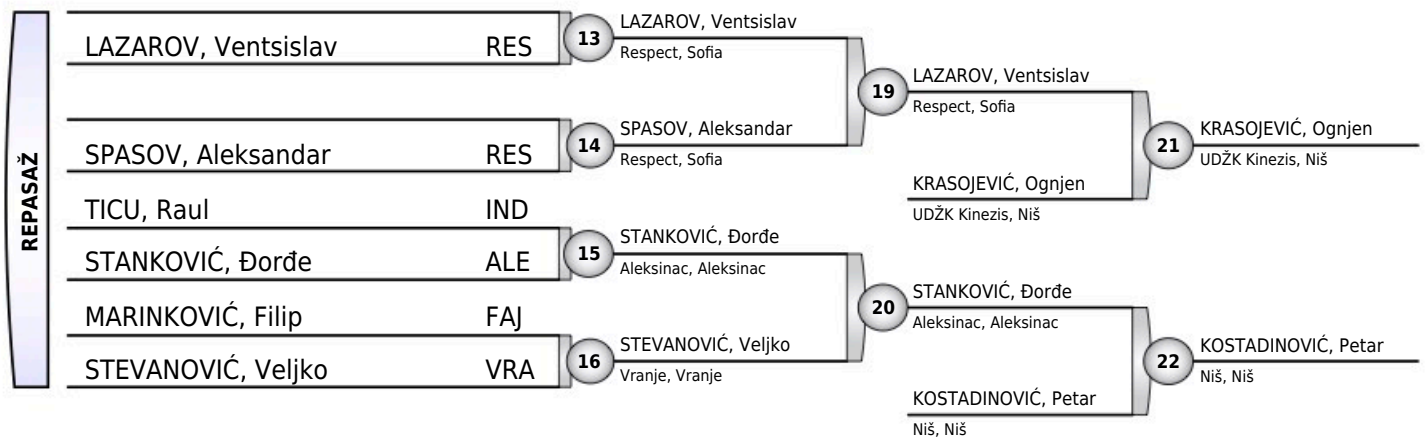 REPASAŽ
LAZAROV, Ventsislav RES
SPASOV, Aleksandar RES
TICU, Raul IND
STANKOVIĆ, Đorđe ALE
MARINKOVIĆ, Filip FAJ
STEVANOVIĆ, Veljko VRA
13
LAZAROV, Ventsislav
Respect, Sofia
14
SPASOV, Aleksandar
Respect, Sofia
15
STANKOVIĆ, Đorđe
Aleksinac, Aleksinac
16
STEVANOVIĆ, Veljko
Vranje, Vranje
19
LAZAROV, Ventsislav
Respect, Sofia
KRASOJEVIĆ, Ognjen
UDŽK Kinezis, Niš
20
STANKOVIĆ, Đorđe
Aleksinac, Aleksinac
KOSTADINOVIĆ, Petar
Niš, Niš
21
KRASOJEVIĆ, Ognjen
UDŽK Kinezis, Niš
22
KOSTADINOVIĆ, Petar
Niš, Niš